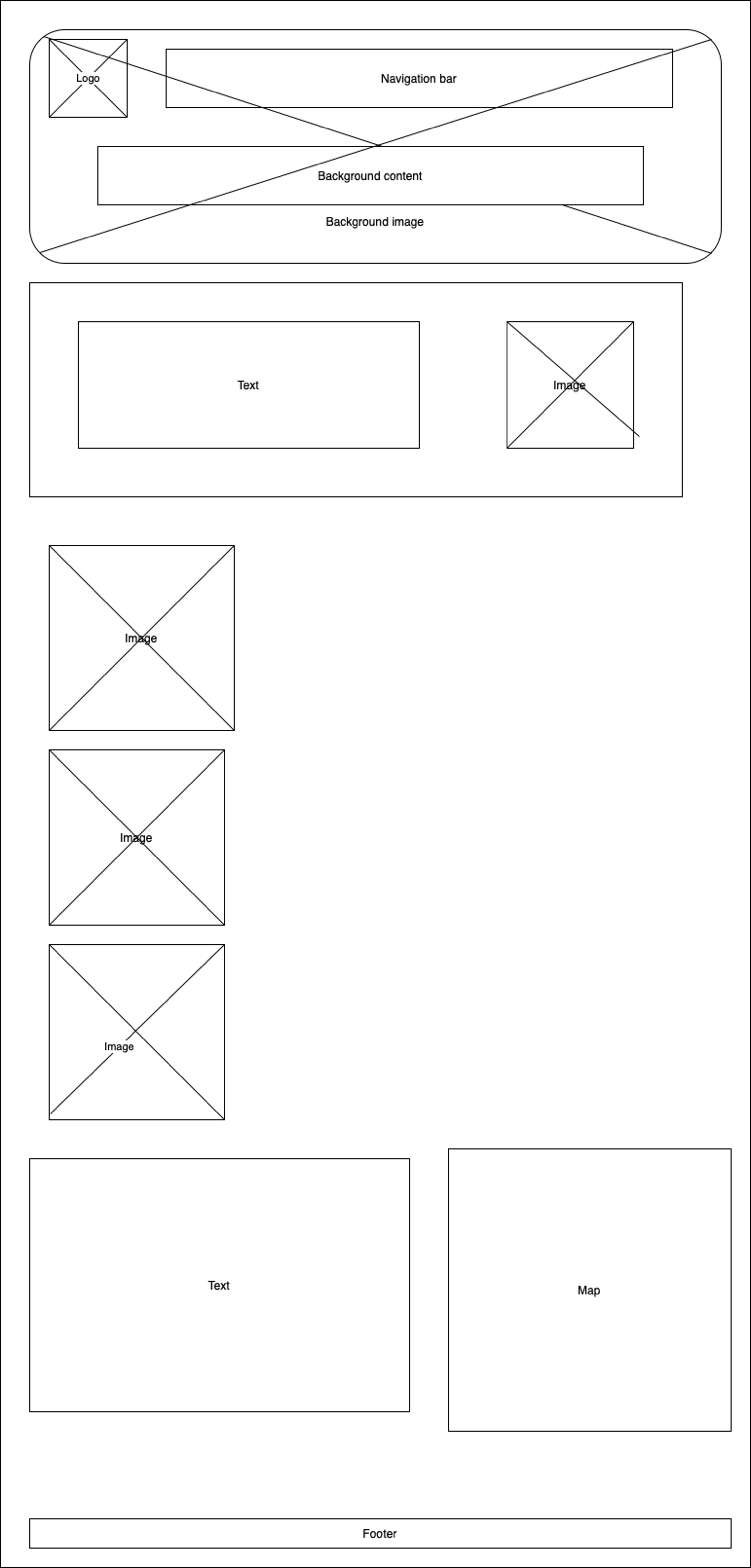 Logo
Navigation bar
Background content
Background image
Text
Image
Image
Image
Image
Text
Map
Footer